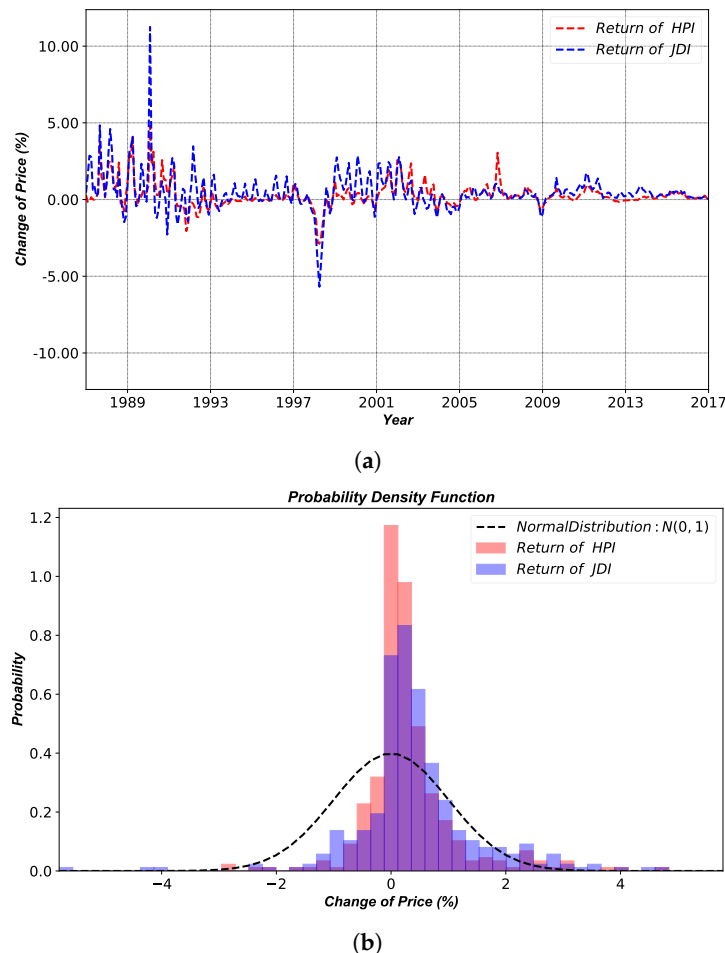 Return of HPI
Return of JDI
10.00
5.00
0.00
-5.00
-10.00
Change of Price (%)
1989 1993 1997 2001 2005 2009 2013 2017
Year
(a)
Probability Density Function
NormalDistribution : N(0, 1)
Return of HPI
Return of JDI
1.2
1.0
0.8
0.6
0.4
0.2
0.0
Probability
−4 −2 0 2 4
Change of Price (%)
(b)